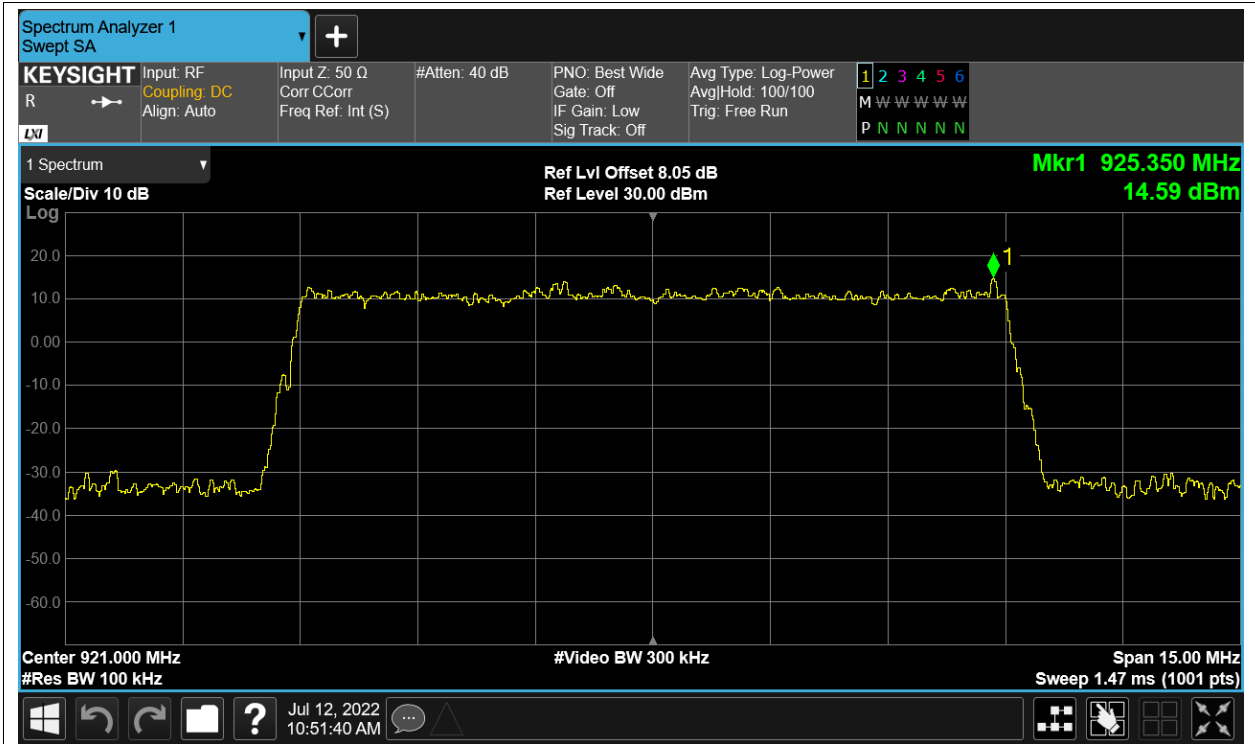 Spectrum Analyzer 1
Swept SA
+
KEYSIGHT Input: RF Input Z: 50 Ω #Atten: 40 dB PNO: Best Wide Avg Type: Log-Power 1 2 3 4 5 6
R Coupling: DC Corr CCorr Gate: Off Avg|Hold: 100/100 M W W W W W
Align: Auto Freq Ref: Int (S) IF Gain: Low Trig: Free Run
LXI Sig Track: Off P N N N N N
1 Spectrum Ref Lvl Offset 8.05 dB Mkr1 925.350 MHz
Scale/Div 10 dB Ref Level 30.00 dBm 14.59 dBm
Log
1
20.0
10.0
0.00
-10.0
-20.0
-30.0
-40.0
-50.0
-60.0
Center 921.000 MHz #Video BW 300 kHz Span 15.00 MHz
#Res BW 100 kHz Sweep 1.47 ms (1001 pts)
? Jul 12, 2022
10:51:40 AM